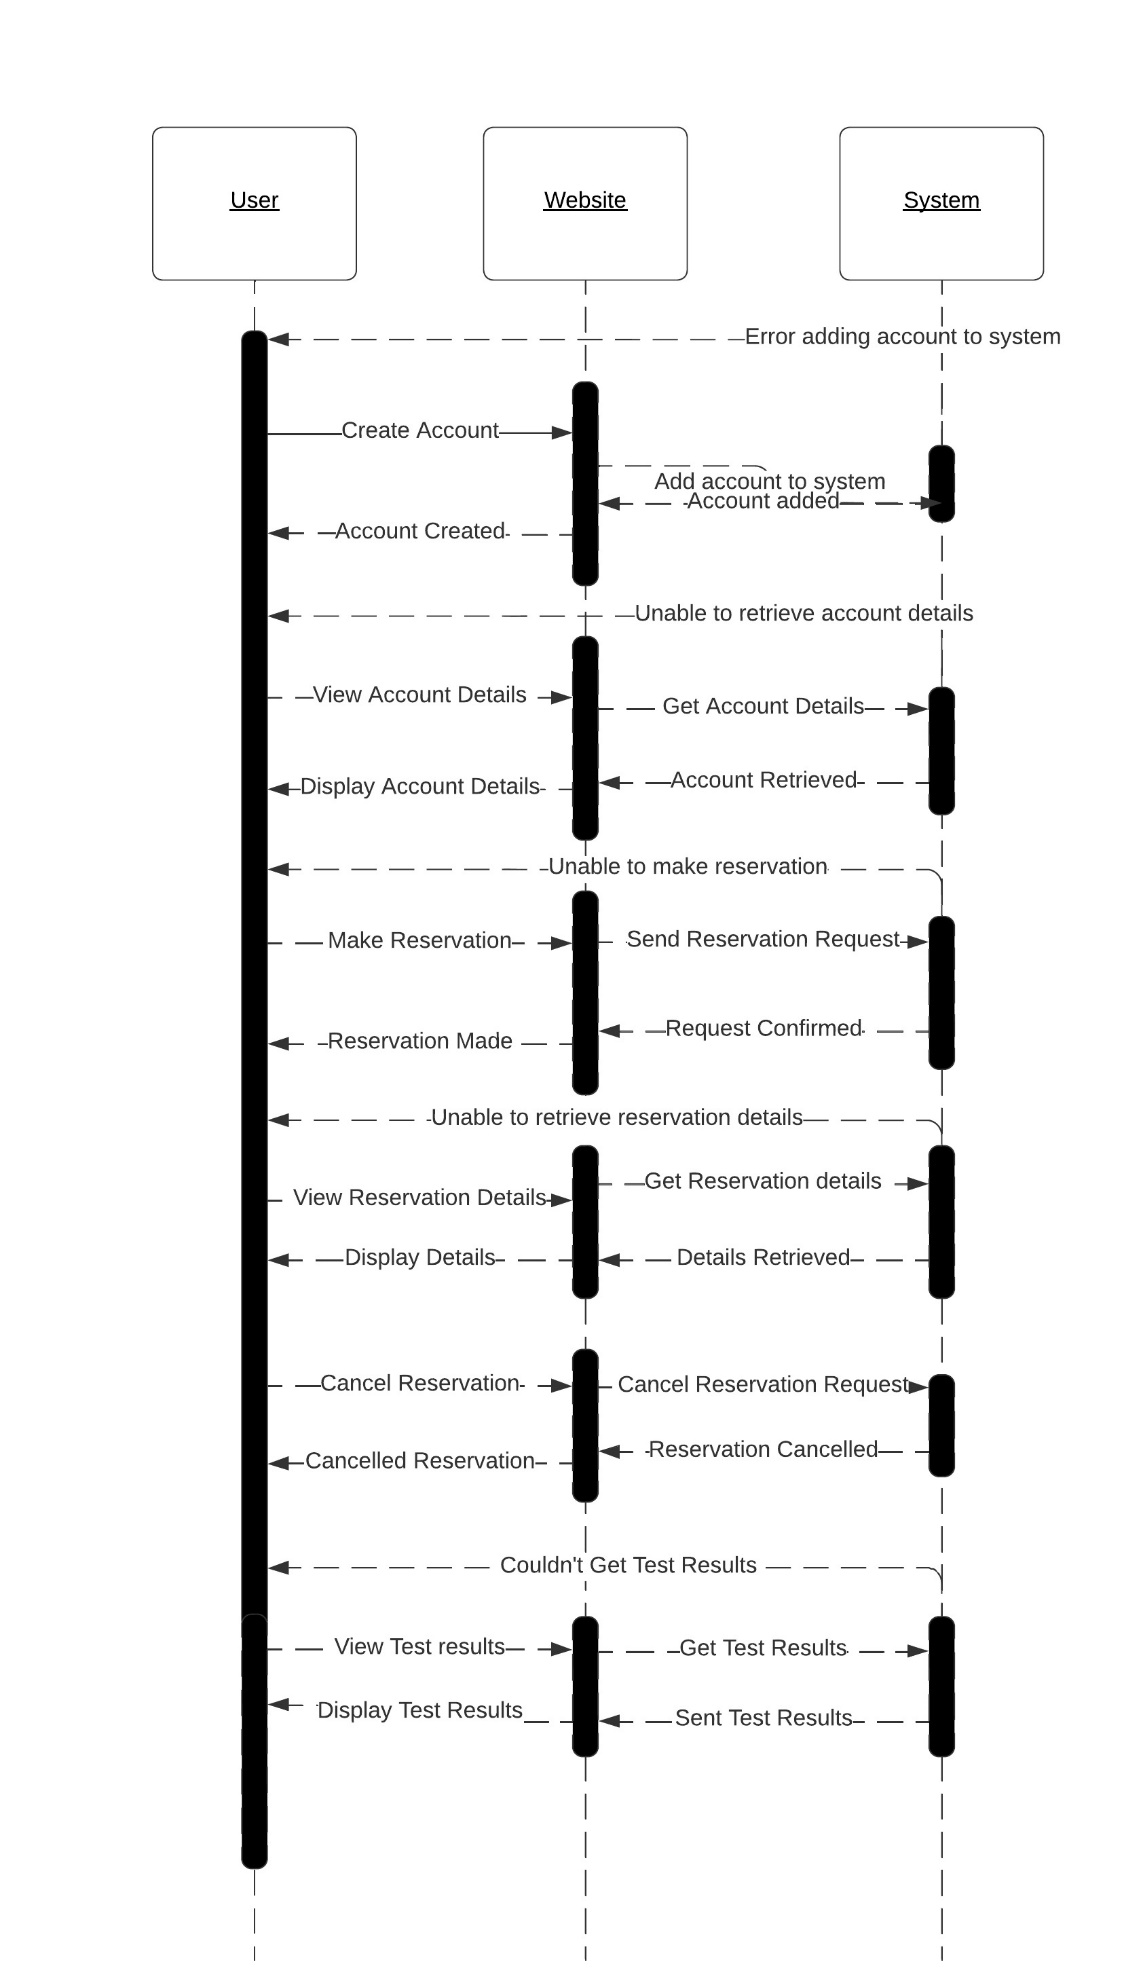 User
Website
System
Error adding account to system
Create Account
Add account to system
Account added
Account Created
Unable to retrieve account details
View Account Details
Get Account Details
Account Retrieved
Display Account Details
Unable to make reservation
Make Reservation
Send Reservation Request
Request Confirmed
Reservation Made
Unable to retrieve reservation details
Get Reservation details
View Reservation Details
Display Details
Details Retrieved
Cancel Reservation
Cancel Reservation Request
Reservation Cancelled
Cancelled Reservation
Couldn't Get Test Results
View Test results
Get Test Results
Display Test Results
Sent Test Results